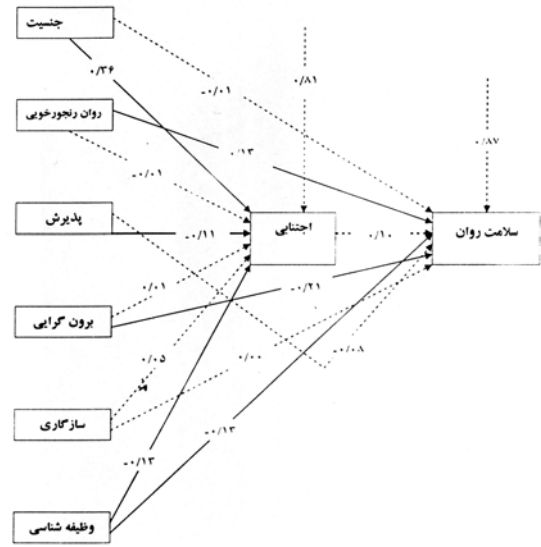 جنسیت
۰/۳۶
-۰/۰۱
۰/۸۱
۰/۸۷
روان رنجورخویی
۰/۱۳
-۰/۰۱
پذیرش
-۰/۱۱
اجتنابی
۰/۱۰
سلامت روان
۰/۰۱
-۰/۲۱
برون گرایی
۰/۰۵
۰/۰۰
-۰/۰۸
سازگاری
-۰/۱۳
-۰/۱۳
وظیفه شناسی